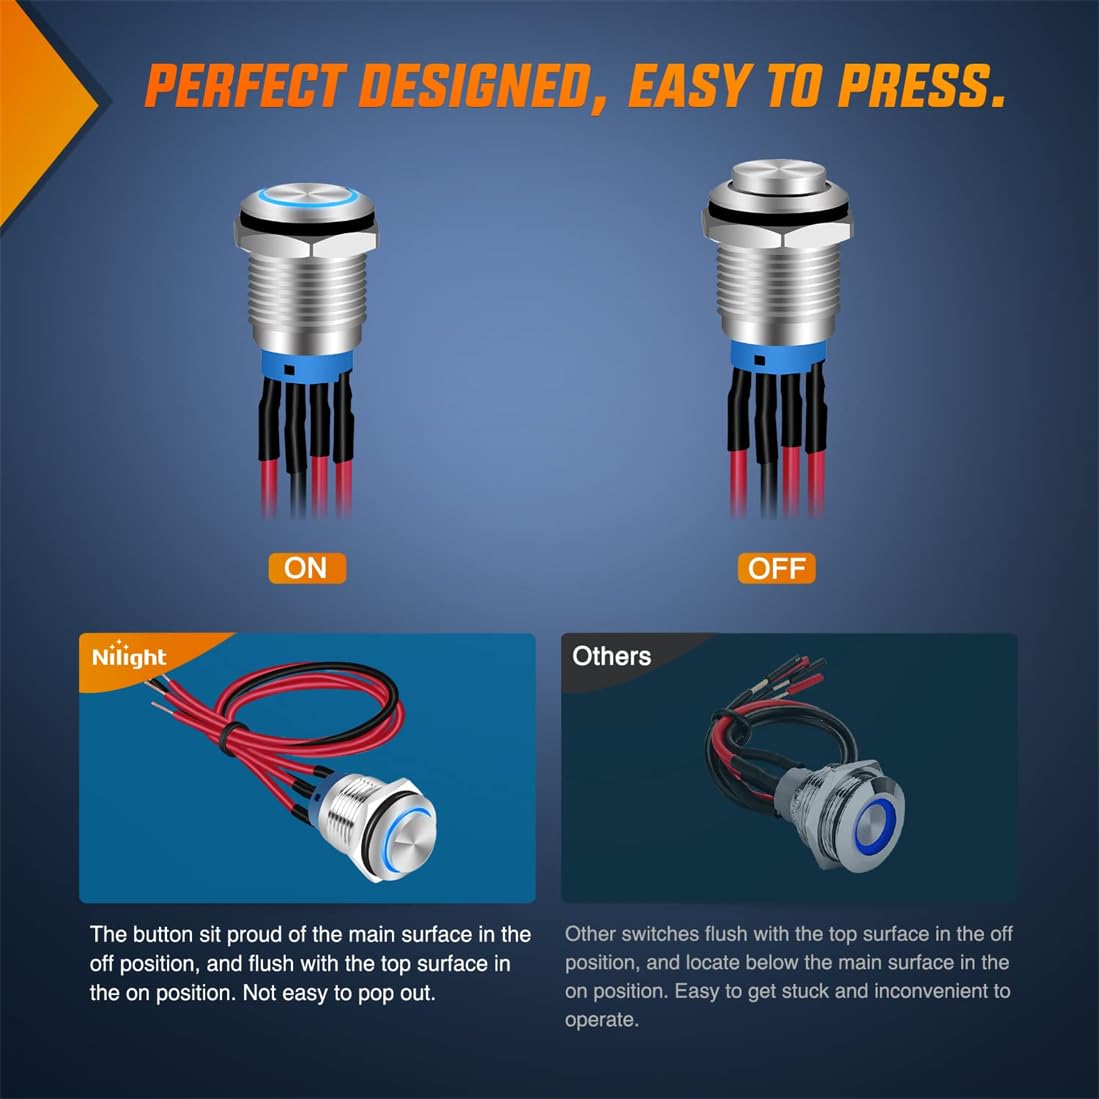 PERFECT DESIGNED, EASY TO PRESS.
ON
OFF
Nilight
The button sit proud of the main surface in the
off position, and flush with the top surface in
the on position. Not easy to pop out.
Others
Other switches flush with the top surface in the off
position, and locate below the main surface in the
on position. Easy to get stuck and inconvenient to
operate.